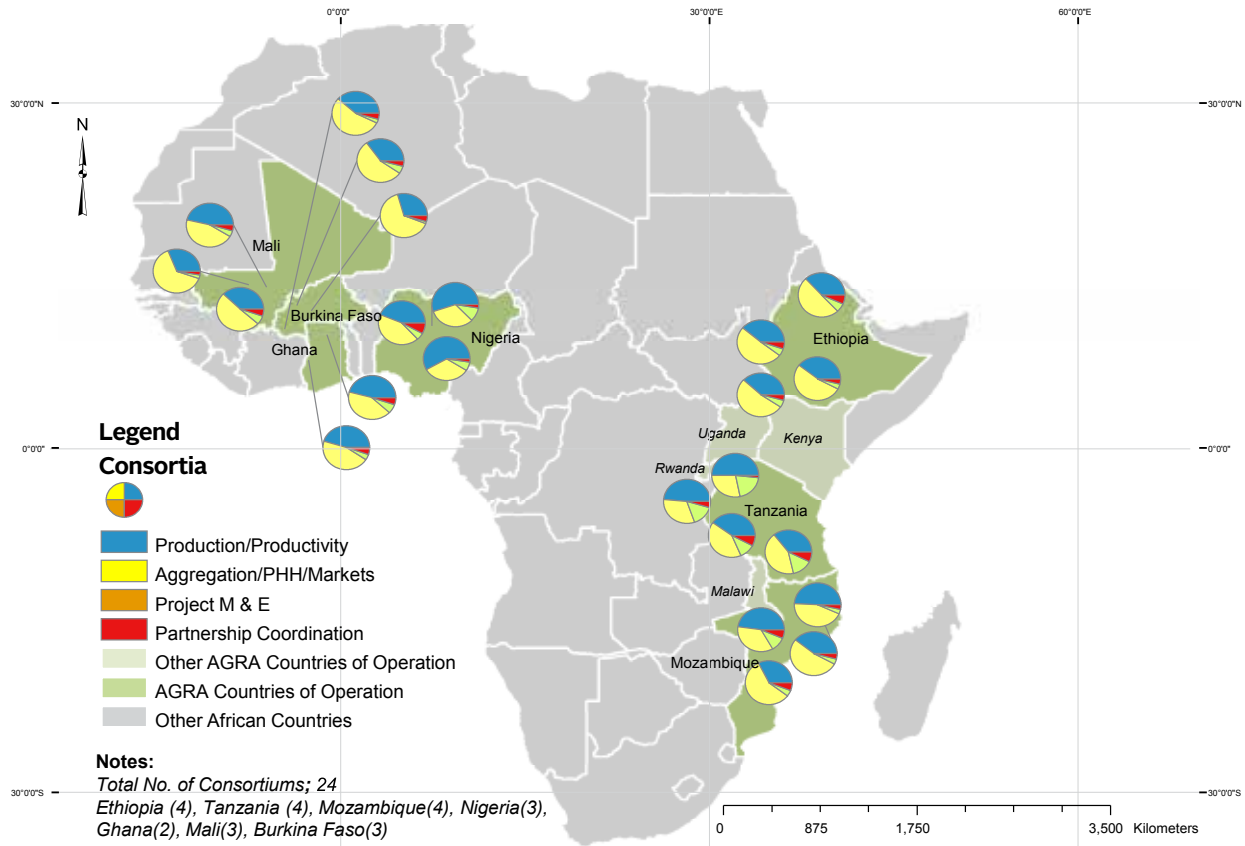 0°0'0"
30°0'0"E
60°0'0"E
30°0'0"N
30°0'0"N
N
Mali
Burkina Faso
Nigeria
Ghana
Ethiopia
Uganda
Kenya
Rwanda
Tanzania
Malawi
Mozambique
0°0'0"
0°0'0"
Legend
Consortia
Production/Productivity
Aggregation/PHH/Markets
Project M & E
Partnership Coordination
Other AGRA Countries of Operation
AGRA Countries of Operation
Other African Countries
Notes:
Total No. of Consortiums; 24
Ethiopia (4), Tanzania (4), Mozambique(4), Nigeria(3),
Ghana(2), Mali(3), Burkina Faso(3)
30°0'0"S
30°0'0"S
0 875 1,750 3,500 Kilometers